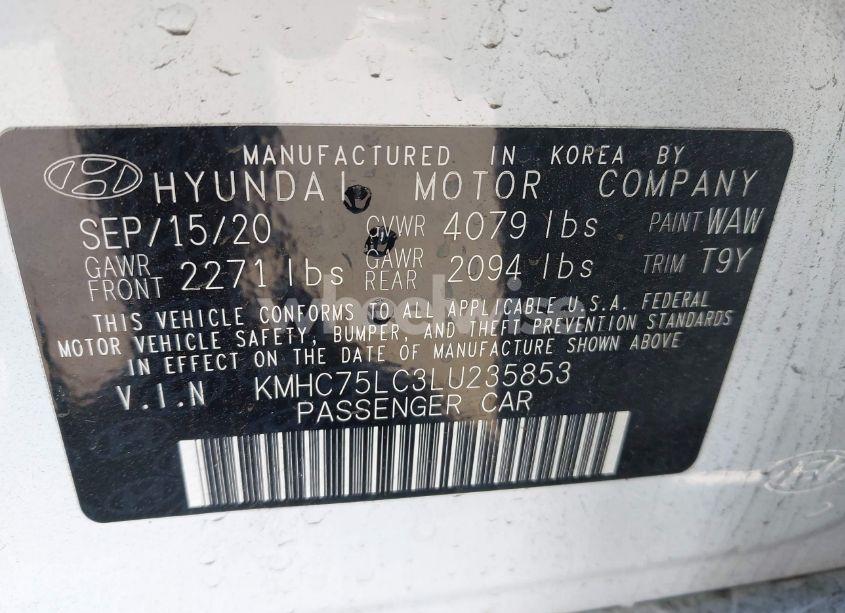 MANUFACTURED IN KOREA BY
HYUNDAI MOTOR COMPANY
SEP/15/20 GVWR 4079 lbs PAINT WAW
GAWR FRONT 2271 lbs GAWR REAR 2094 lbs TRIM T9Y
THIS VEHICLE CONFORMS TO ALL APPLICABLE U.S.A. FEDERAL
MOTOR VEHICLE SAFETY, BUMPER, AND THEFT PREVENTION STANDARDS
IN EFFECT ON THE DATE OF MANUFACTURE SHOWN ABOVE
V.I.N KMHC75LC3LU235853
PASSENGER CAR